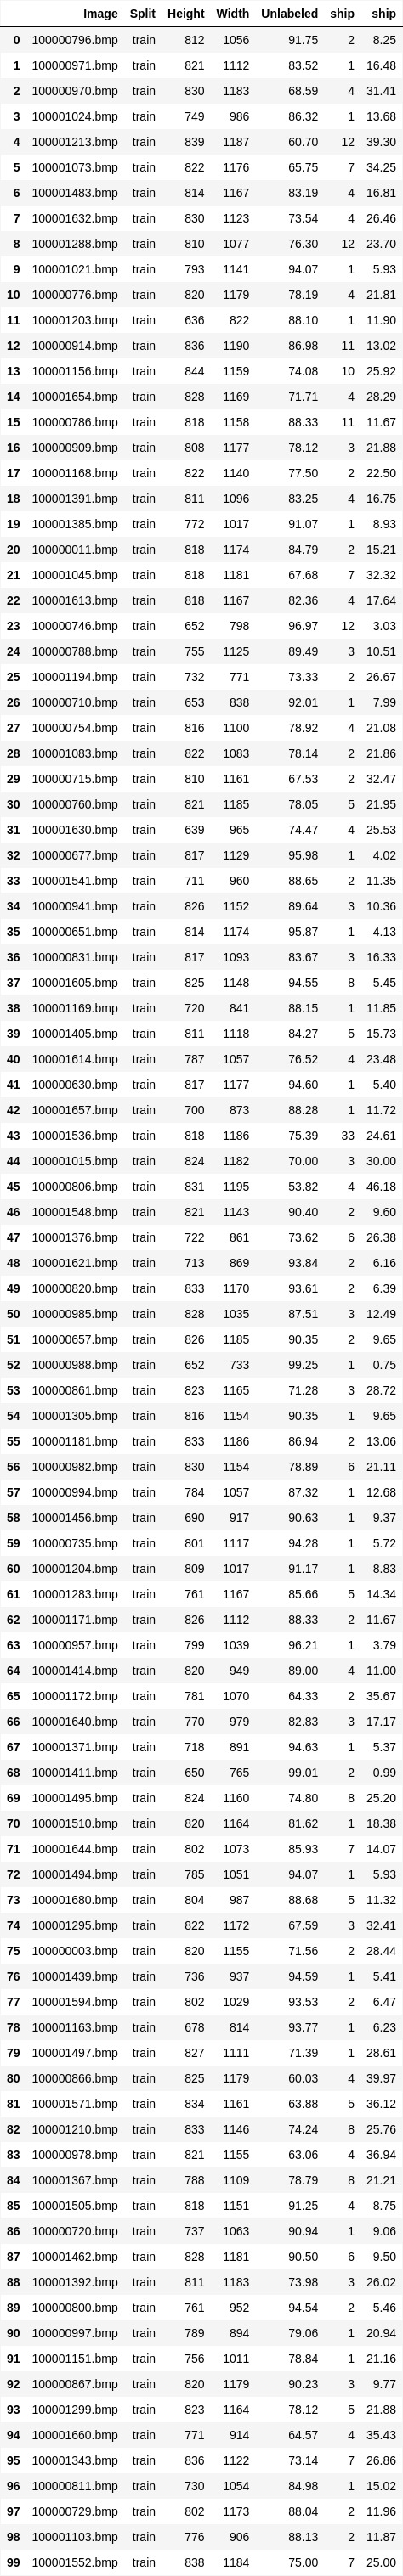 Image Split Height Width Unlabeled ship ship
0 100000796.bmp train 812 1056 91.75 2 8.25
1 100000971.bmp train 821 1112 83.52 1 16.48
2 100000970.bmp train 830 1183 68.59 4 31.41
3 100001024.bmp train 749 986 86.32 1 13.68
4 100001213.bmp train 839 1187 60.70 12 39.30
5 100001073.bmp train 822 1176 65.75 7 34.25
6 100001483.bmp train 814 1167 83.19 4 16.81
7 100001632.bmp train 830 1123 73.54 4 26.46
8 100001288.bmp train 810 1077 76.30 12 23.70
9 100001021.bmp train 793 1141 94.07 1 5.93
10 100000776.bmp train 820 1179 78.19 4 21.81
11 100001203.bmp train 636 822 88.10 1 11.90
12 100000914.bmp train 836 1190 86.98 11 13.02
13 100001156.bmp train 844 1159 74.08 10 25.92
14 100001654.bmp train 828 1169 71.71 4 28.29
15 100000786.bmp train 818 1158 88.33 11 11.67
16 100000909.bmp train 808 1177 78.12 3 21.88
17 100001168.bmp train 822 1140 77.50 2 22.50
18 100001391.bmp train 811 1096 83.25 4 16.75
19 100001385.bmp train 772 1017 91.07 1 8.93
20 100000011.bmp train 818 1174 84.79 2 15.21
21 100001045.bmp train 818 1181 67.68 7 32.32
22 100001613.bmp train 818 1167 82.36 4 17.64
23 100000746.bmp train 652 798 96.97 12 3.03
24 100000788.bmp train 755 1125 89.49 3 10.51
25 100001194.bmp train 732 771 73.33 2 26.67
26 100000710.bmp train 653 838 92.01 1 7.99
27 100000754.bmp train 816 1100 78.92 4 21.08
28 100001083.bmp train 822 1083 78.14 2 21.86
29 100000715.bmp train 810 1161 67.53 2 32.47
30 100000760.bmp train 821 1185 78.05 5 21.95
31 100001630.bmp train 639 965 74.47 4 25.53
32 100000677.bmp train 817 1129 95.98 1 4.02
33 100001541.bmp train 711 960 88.65 2 11.35
34 100000941.bmp train 826 1152 89.64 3 10.36
35 100000651.bmp train 814 1174 95.87 1 4.13
36 100000831.bmp train 817 1093 83.67 3 16.33
37 100001605.bmp train 825 1148 94.55 8 5.45
38 100001169.bmp train 720 841 88.15 1 11.85
39 100001405.bmp train 811 1118 84.27 5 15.73
40 100001614.bmp train 787 1057 76.52 4 23.48
41 100000630.bmp train 817 1177 94.60 1 5.40
42 100001657.bmp train 700 873 88.28 1 11.72
43 100001536.bmp train 818 1186 75.39 33 24.61
44 100001015.bmp train 824 1182 70.00 3 30.00
45 100000806.bmp train 831 1195 53.82 4 46.18
46 100001548.bmp train 821 1143 90.40 2 9.60
47 100001376.bmp train 722 861 73.62 6 26.38
48 100001621.bmp train 713 869 93.84 2 6.16
49 100000820.bmp train 833 1170 93.61 2 6.39
50 100000985.bmp train 828 1035 87.51 3 12.49
51 100000657.bmp train 826 1185 90.35 2 9.65
52 100000988.bmp train 652 733 99.25 1 0.75
53 100000861.bmp train 823 1165 71.28 3 28.72
54 100001305.bmp train 816 1154 90.35 1 9.65
55 100001181.bmp train 833 1186 86.94 2 13.06
56 100000982.bmp train 830 1154 78.89 6 21.11
57 100000994.bmp train 784 1057 87.32 1 12.68
58 100001456.bmp train 690 917 90.63 1 9.37
59 100000735.bmp train 801 1117 94.28 1 5.72
60 100001204.bmp train 809 1017 91.17 1 8.83
61 100001283.bmp train 761 1167 85.66 5 14.34
62 100001171.bmp train 826 1112 88.33 2 11.67
63 100000957.bmp train 799 1039 96.21 1 3.79
64 100001414.bmp train 820 949 89.00 4 11.00
65 100001172.bmp train 781 1070 64.33 2 35.67
66 100001640.bmp train 770 979 82.83 3 17.17
67 100001371.bmp train 718 891 94.63 1 5.37
68 100001411.bmp train 650 765 99.01 2 0.99
69 100001495.bmp train 824 1160 74.80 8 25.20
70 100001510.bmp train 820 1164 81.62 1 18.38
71 100001644.bmp train 802 1073 85.93 7 14.07
72 100001494.bmp train 785 1051 94.07 1 5.93
73 100001680.bmp train 804 987 88.68 5 11.32
74 100001295.bmp train 822 1172 67.59 3 32.41
75 100000003.bmp train 820 1155 71.56 2 28.44
76 100001439.bmp train 736 937 94.59 1 5.41
77 100001594.bmp train 802 1029 93.53 2 6.47
78 100001163.bmp train 678 814 93.77 1 6.23
79 100001497.bmp train 827 1111 71.39 1 28.61
80 100000866.bmp train 825 1179 60.03 4 39.97
81 100001571.bmp train 834 1161 63.88 5 36.12
82 100001210.bmp train 833 1146 74.24 8 25.76
83 100000978.bmp train 821 1155 63.06 4 36.94
84 100001367.bmp train 788 1109 78.79 8 21.21
85 100001505.bmp train 818 1151 91.25 4 8.75
86 100000720.bmp train 737 1063 90.94 1 9.06
87 100001462.bmp train 828 1181 90.50 6 9.50
88 100001392.bmp train 811 1183 73.98 3 26.02
89 100000800.bmp train 761 952 94.54 2 5.46
90 100000997.bmp train 789 894 79.06 1 20.94
91 100001151.bmp train 756 1011 78.84 1 21.16
92 100000867.bmp train 820 1179 90.23 3 9.77
93 100001299.bmp train 823 1164 78.12 5 21.88
94 100001660.bmp train 771 914 64.57 4 35.43
95 100001343.bmp train 836 1122 73.14 7 26.86
96 100000811.bmp train 730 1054 84.98 1 15.02
97 100000729.bmp train 802 1173 88.04 2 11.96
98 100001103.bmp train 776 906 88.13 2 11.87
99 100001552.bmp train 838 1184 75.00 7 25.00